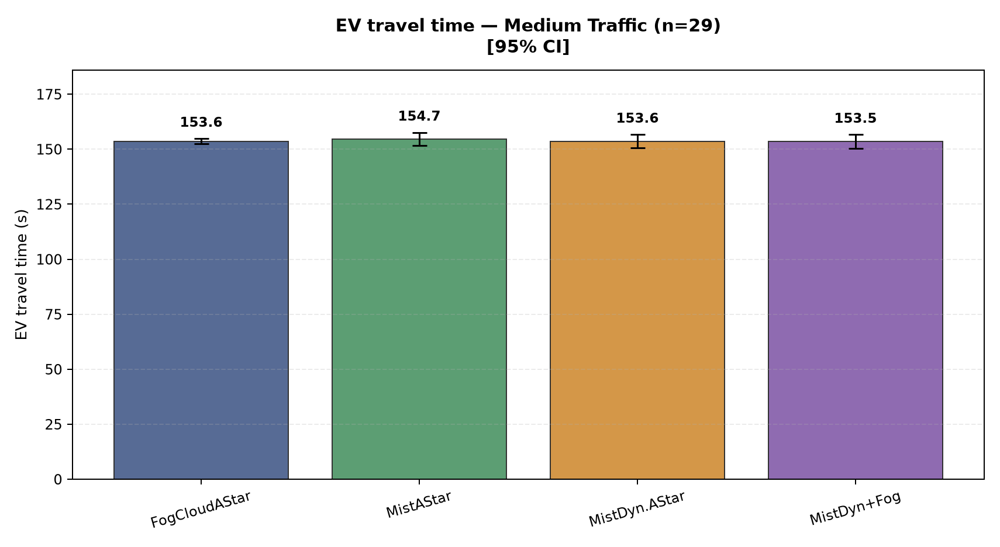 EV travel time — Medium Traffic (n=29)
[95% CI]
EV travel time (s)
175
150
125
100
75
50
25
0
153.6
154.7
153.6
153.5
FogCloudAStar
MistAStar
MistDyn.AStar
MistDyn+Fog